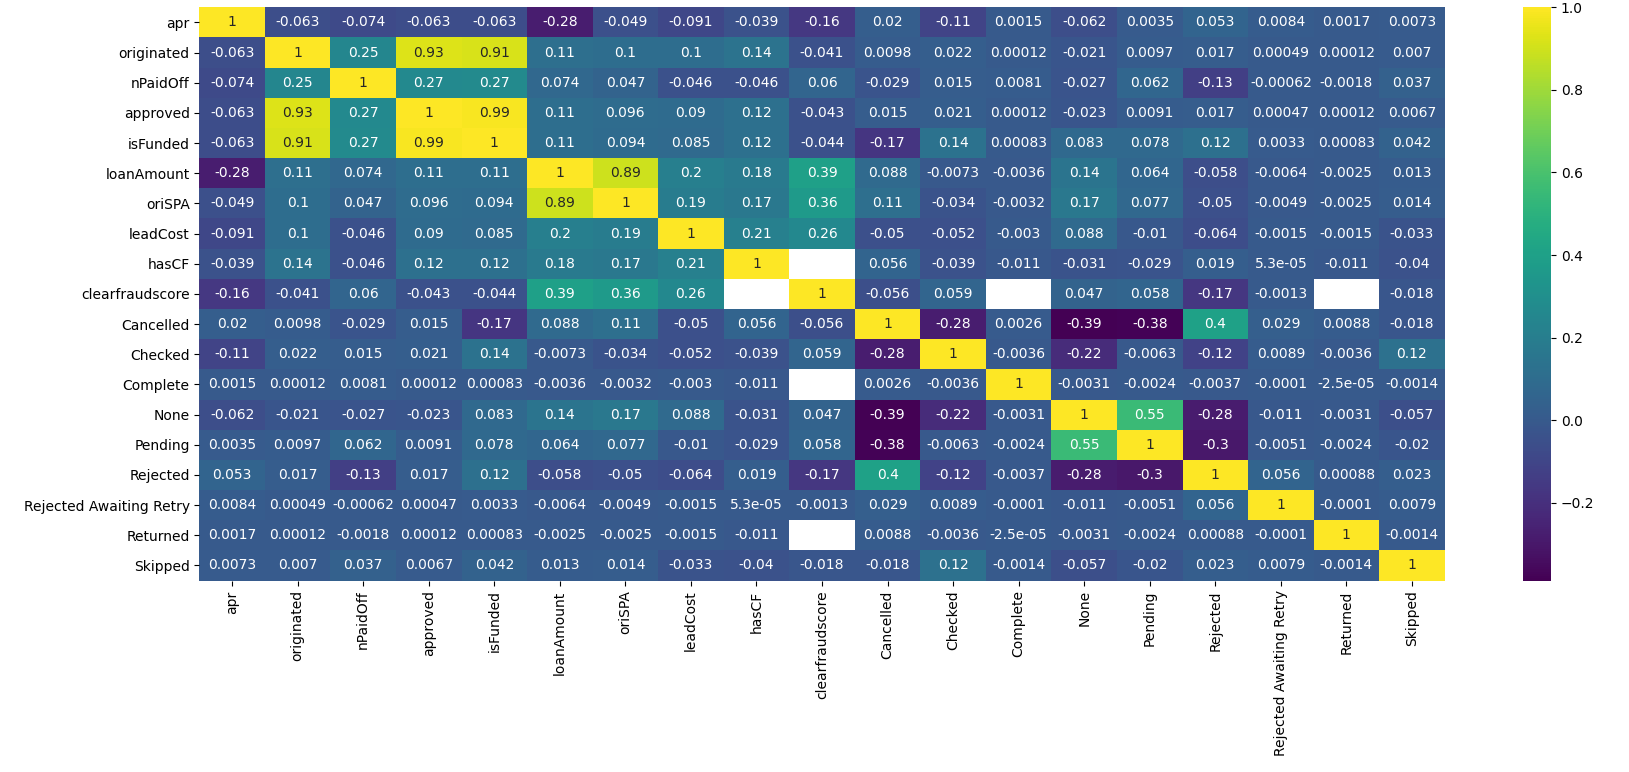 apr 1 -0.063 -0.074 -0.063 -0.063 -0.28 -0.049 -0.091 -0.039 -0.16 0.02 -0.11 0.0015 -0.062 0.0035 0.053 0.0084 0.0017 0.0073 1.0
originated -0.063 1 0.25 0.93 0.91 0.11 0.1 0.1 0.14 -0.041 0.0098 0.022 0.00012 -0.021 0.0097 0.017 0.00049 0.00012 0.007
nPaidOff -0.074 0.25 1 0.27 0.27 0.074 0.047 -0.046 -0.046 0.06 -0.029 0.015 0.0081 -0.027 0.062 -0.13 -0.00062 -0.0018 0.037 0.8
approved -0.063 0.93 0.27 1 0.99 0.11 0.096 0.09 0.12 -0.043 0.015 0.021 0.00012 -0.023 0.0091 0.017 0.00047 0.00012 0.0067
isFunded -0.063 0.91 0.27 0.99 1 0.11 0.094 0.085 0.12 -0.044 -0.17 0.14 0.00083 0.083 0.078 0.12 0.0033 0.00083 0.042
0.6
loanAmount -0.28 0.11 0.074 0.11 0.11 1 0.89 0.2 0.18 0.39 0.088 -0.0073 -0.0036 0.14 0.064 -0.058 -0.0064 -0.0025 0.013
oriSPA -0.049 0.1 0.047 0.096 0.094 0.89 1 0.19 0.17 0.36 0.11 -0.034 -0.0032 0.17 0.077 -0.05 -0.0049 -0.0025 0.014
leadCost -0.091 0.1 -0.046 0.09 0.085 0.2 0.19 1 0.21 0.26 -0.05 -0.052 -0.003 0.088 -0.01 -0.064 -0.0015 -0.0015 -0.033
0.4
hasCF -0.039 0.14 -0.046 0.12 0.12 0.18 0.17 0.21 1 0.056 -0.039 -0.011 -0.031 -0.029 0.019 5.3e-05 -0.011 -0.04
clearfraudscore -0.16 -0.041 0.06 -0.043 -0.044 0.39 0.36 0.26 1 -0.056 0.059 0.047 0.058 -0.17 -0.0013 -0.018
Cancelled 0.02 0.0098 -0.029 0.015 -0.17 0.088 0.11 -0.05 0.056 -0.056 1 -0.28 0.0026 -0.39 -0.38 0.4 0.029 0.0088 -0.018
0.2
Checked -0.11 0.022 0.015 0.021 0.14 -0.0073 -0.034 -0.052 -0.039 0.059 -0.28 1 -0.0036 -0.22 -0.0063 -0.12 0.0089 -0.0036 0.12
Complete 0.0015 0.00012 0.0081 0.00012 0.00083 -0.0036 -0.0032 -0.003 -0.011 0.0026 -0.0036 1 -0.0031 -0.0024 -0.0037 -0.0001 -2.5e-05 -0.0014
None -0.062 -0.021 -0.027 -0.023 0.083 0.14 0.17 0.088 -0.031 0.047 -0.39 -0.22 -0.0031 1 0.55 -0.28 -0.011 -0.0031 -0.057 0.0
Pending 0.0035 0.0097 0.062 0.0091 0.078 0.064 0.077 -0.01 -0.029 0.058 -0.38 -0.0063 -0.0024 0.55 1 -0.3 -0.0051 -0.0024 -0.02
Rejected 0.053 0.017 -0.13 0.017 0.12 -0.058 -0.05 -0.064 0.019 -0.17 0.4 -0.12 -0.0037 -0.28 -0.3 1 0.056 0.00088 0.023
Rejected Awaiting Retry 0.0084 0.00049 -0.00062 0.00047 0.0033 -0.0064 -0.0049 -0.0015 5.3e-05 -0.0013 0.029 0.0089 -0.0001 -0.011 -0.0051 0.056 1 -0.0001 0.0079 −0.2
Returned 0.0017 0.00012 -0.0018 0.00012 0.00083 -0.0025 -0.0025 -0.0015 -0.011 0.0088 -0.0036 -2.5e-05 -0.0031 -0.0024 0.00088 -0.0001 1 -0.0014
Skipped 0.0073 0.007 0.037 0.0067 0.042 0.013 0.014 -0.033 -0.04 -0.018 -0.018 0.12 -0.0014 -0.057 -0.02 0.023 0.0079 -0.0014 1
apr
originated
nPaidOff
approved
isFunded
loanAmount
oriSPA
leadCost
hasCF
clearfraudscore
Cancelled
Checked
Complete
None
Pending
Rejected
Rejected Awaiting Retry
Returned
Skipped